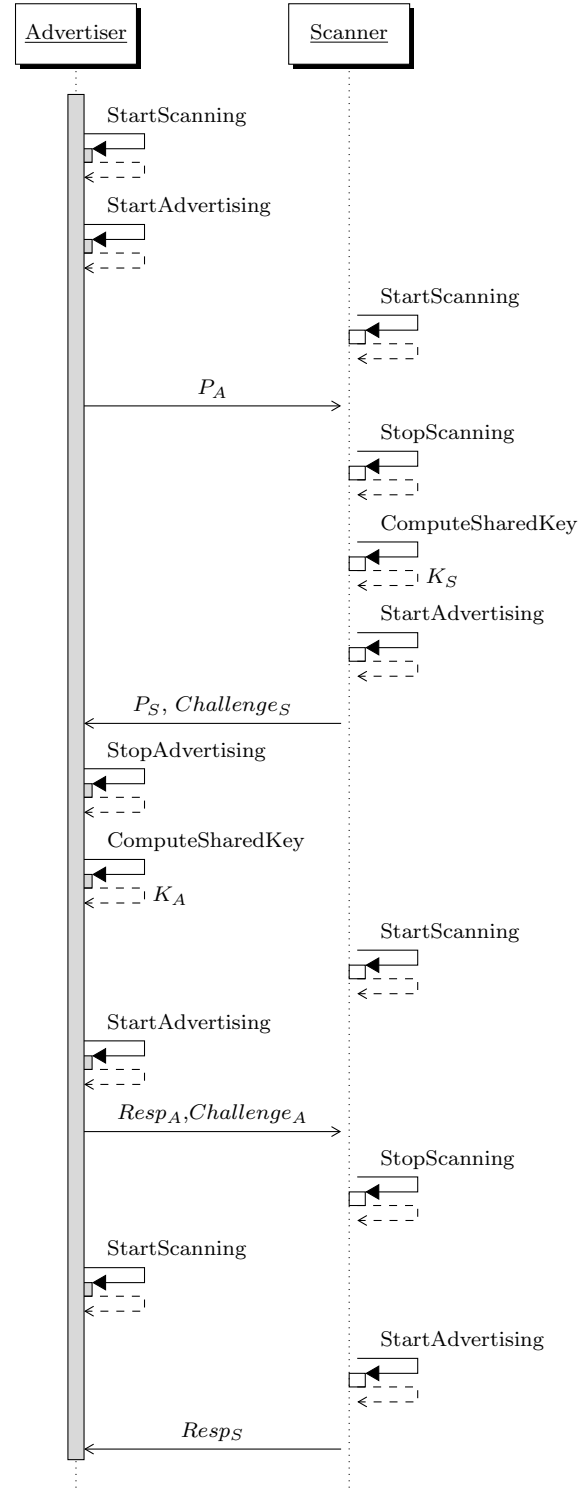 Advertiser
Scanner
StartScanning
StartAdvertising
StartScanning
P_A
StopScanning
ComputeSharedKey
K_S
StartAdvertising
P_S, Challenge_S
StopAdvertising
ComputeSharedKey
K_A
StartScanning
StartAdvertising
Resp_A,Challenge_A
StopScanning
StartScanning
StartAdvertising
Resp_S